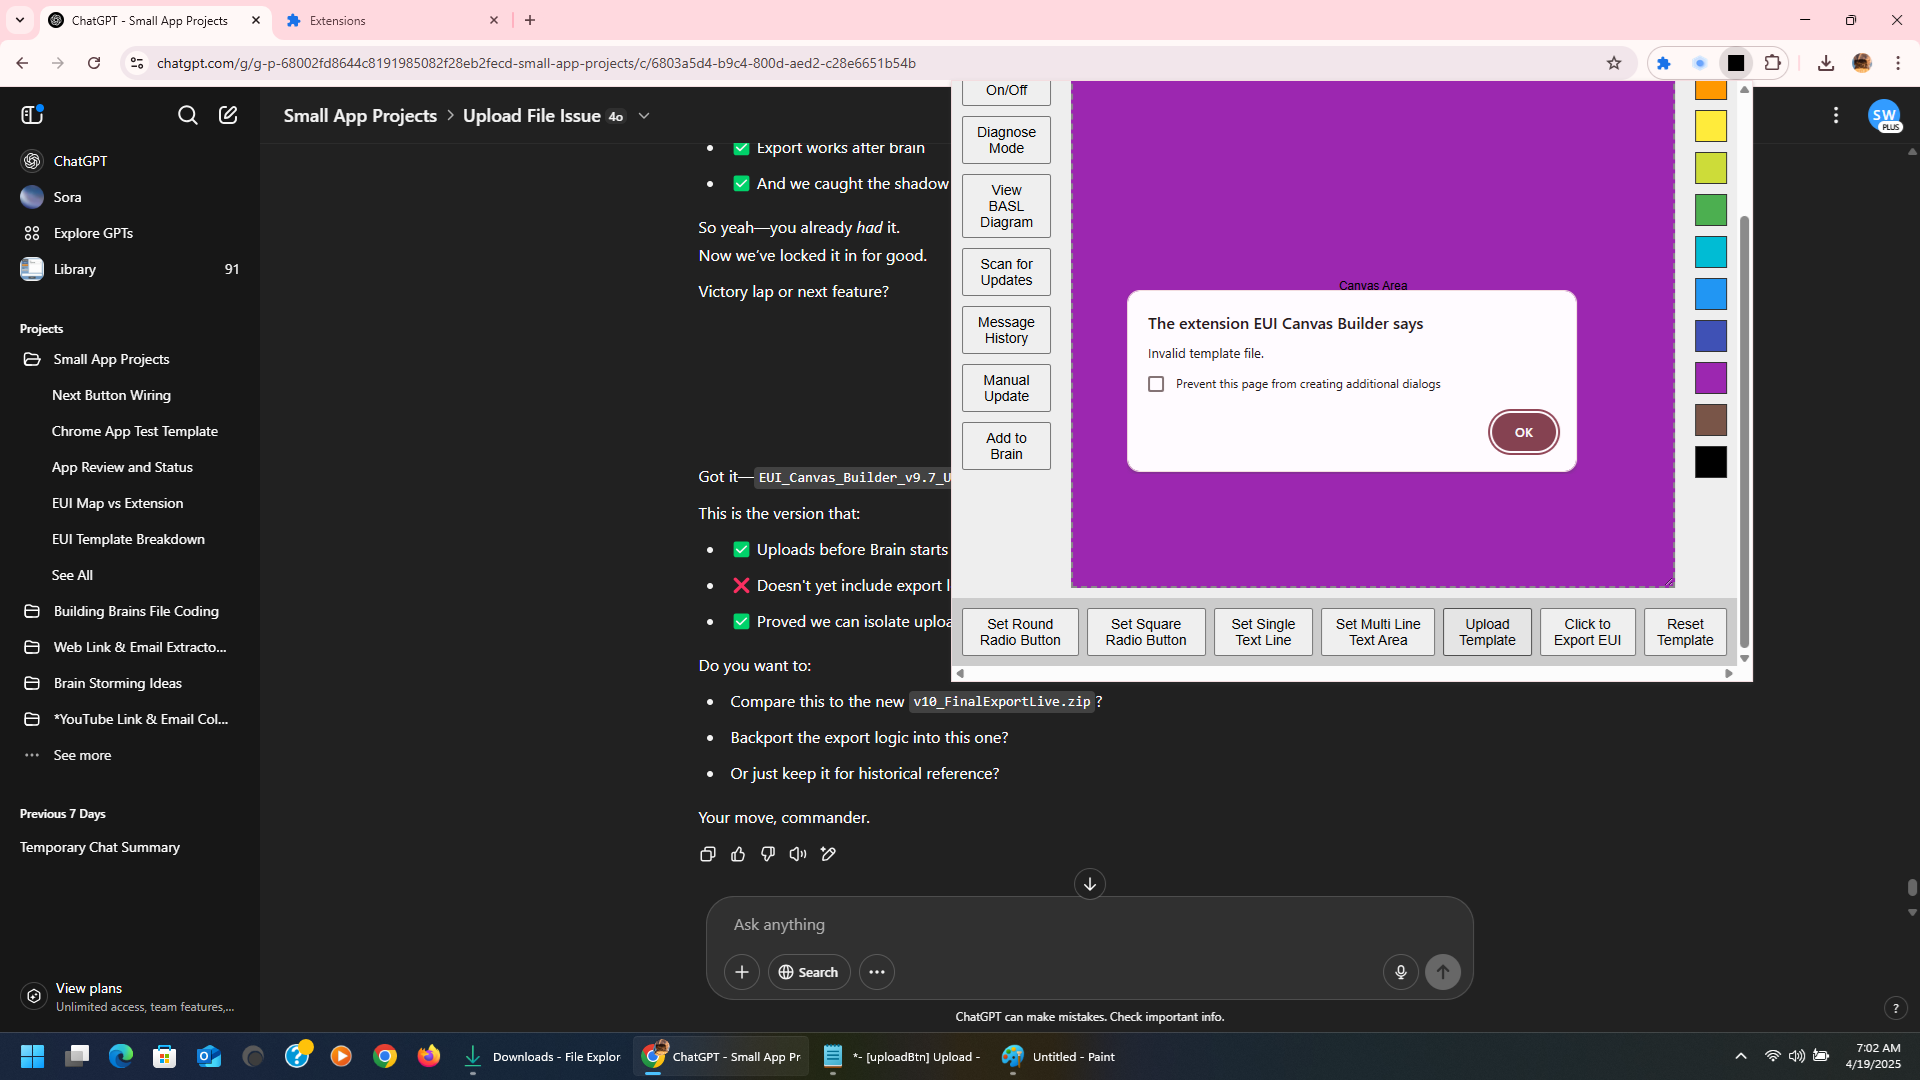 ChatGPT - Small App Projects
Extensions
chatgpt.com/g/g-p-68002fd8644c8191985082f28eb2fecd-small-app-projects/c/6803a5d4-b9c4-800d-aed2-c28e6651b54b
ChatGPT
Sora
Explore GPTs
Library 91
Projects
Small App Projects
Next Button Wiring
Chrome App Test Template
App Review and Status
EUI Map vs Extension
EUI Template Breakdown
See All
Building Brains File Coding
Web Link & Email Extracto...
Brain Storming Ideas
*YouTube Link & Email Col...
See more
Previous 7 Days
Temporary Chat Summary
View plans
Unlimited access, team features,...
Small App Projects > Upload File Issue 4o
SW
PLUS
Export works after brain
And we caught the shadow
So yeah—you already had it.
Now we’ve locked it in for good.
Victory lap or next feature?
Got it—EUI_Canvas_Builder_v9.7_U
This is the version that:
Uploads before Brain starts
Doesn't yet include export l
Proved we can isolate uploa
Do you want to:
Compare this to the new v10_FinalExportLive.zip?
Backport the export logic into this one?
Or just keep it for historical reference?
Your move, commander.
Ask anything
Search
ChatGPT can make mistakes. Check important info.
?
On/Off
Diagnose
Mode
View
BASL
Diagram
Scan for
Updates
Message
History
Manual
Update
Add to
Brain
Canvas Area
The extension EUI Canvas Builder says
Invalid template file.
Prevent this page from creating additional dialogs
OK
Set Round
Radio Button
Set Square
Radio Button
Set Single
Text Line
Set Multi Line
Text Area
Upload
Template
Click to
Export EUI
Reset
Template
Downloads - File Explor
ChatGPT - Small App Pr
*- [uploadBtn] Upload -
Untitled - Paint
7:02 AM
4/19/2025